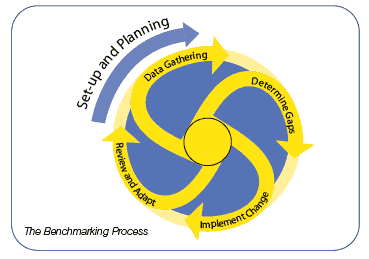 Set-up and Planning
Data Gathering
Determine Gaps
Implement Change
Review and Adapt
The Benchmarking Process